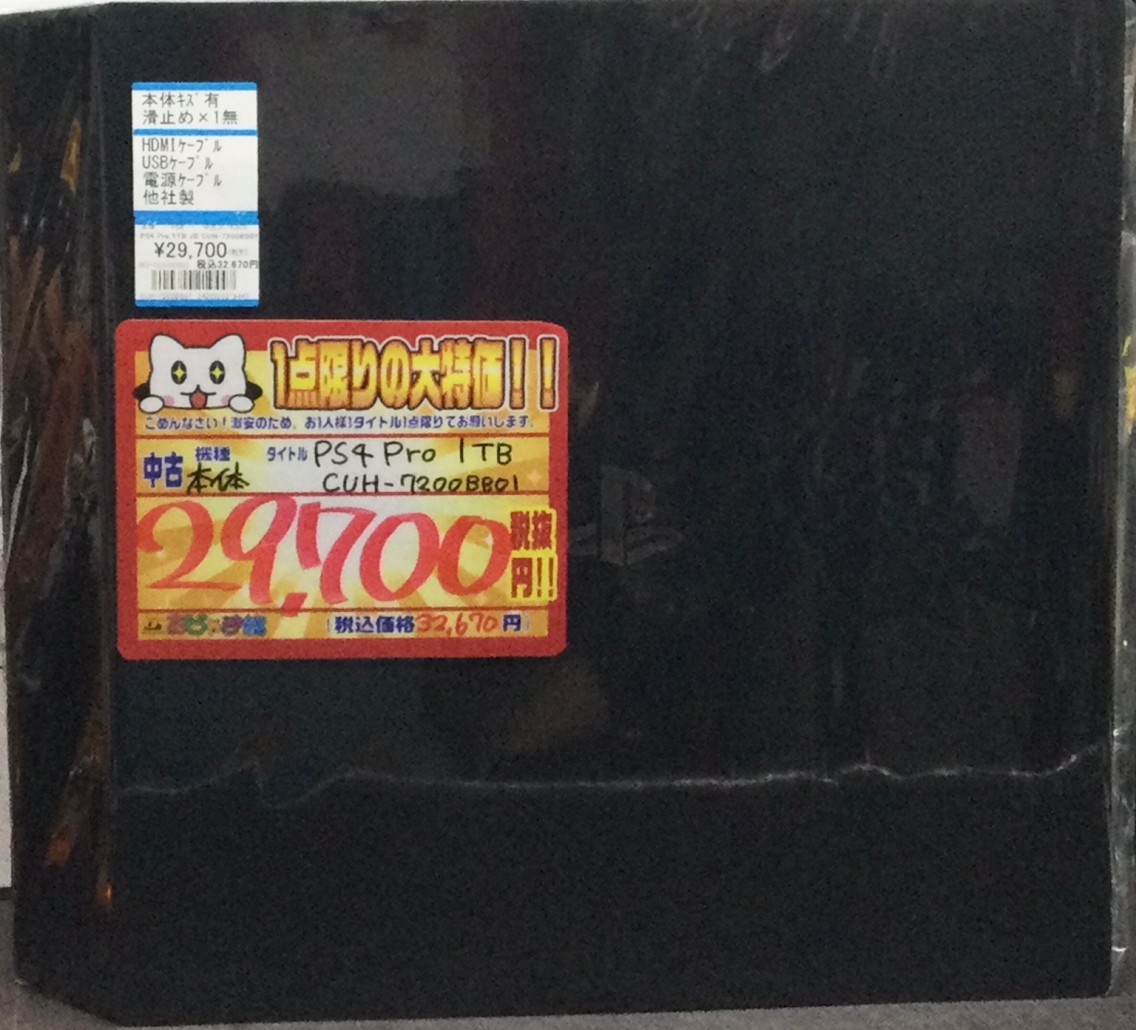 本体ｷｽﾞ有
滑止め×1無
HDMIｹｰﾌﾞﾙ
USBｹｰﾌﾞﾙ
電源ｹｰﾌﾞﾙ
他社製
PS4 Pro 1TB
¥29,700
税込32,670円
1点限りの大特価!!
ごめんなさい!激安のため、お1人様1タイトル1点限りでお願いします。
中古 機種 本体 タイトル PS4 Pro 1TB
CUH-7200BB01
29,700 税抜円!!
税込価格32,670円